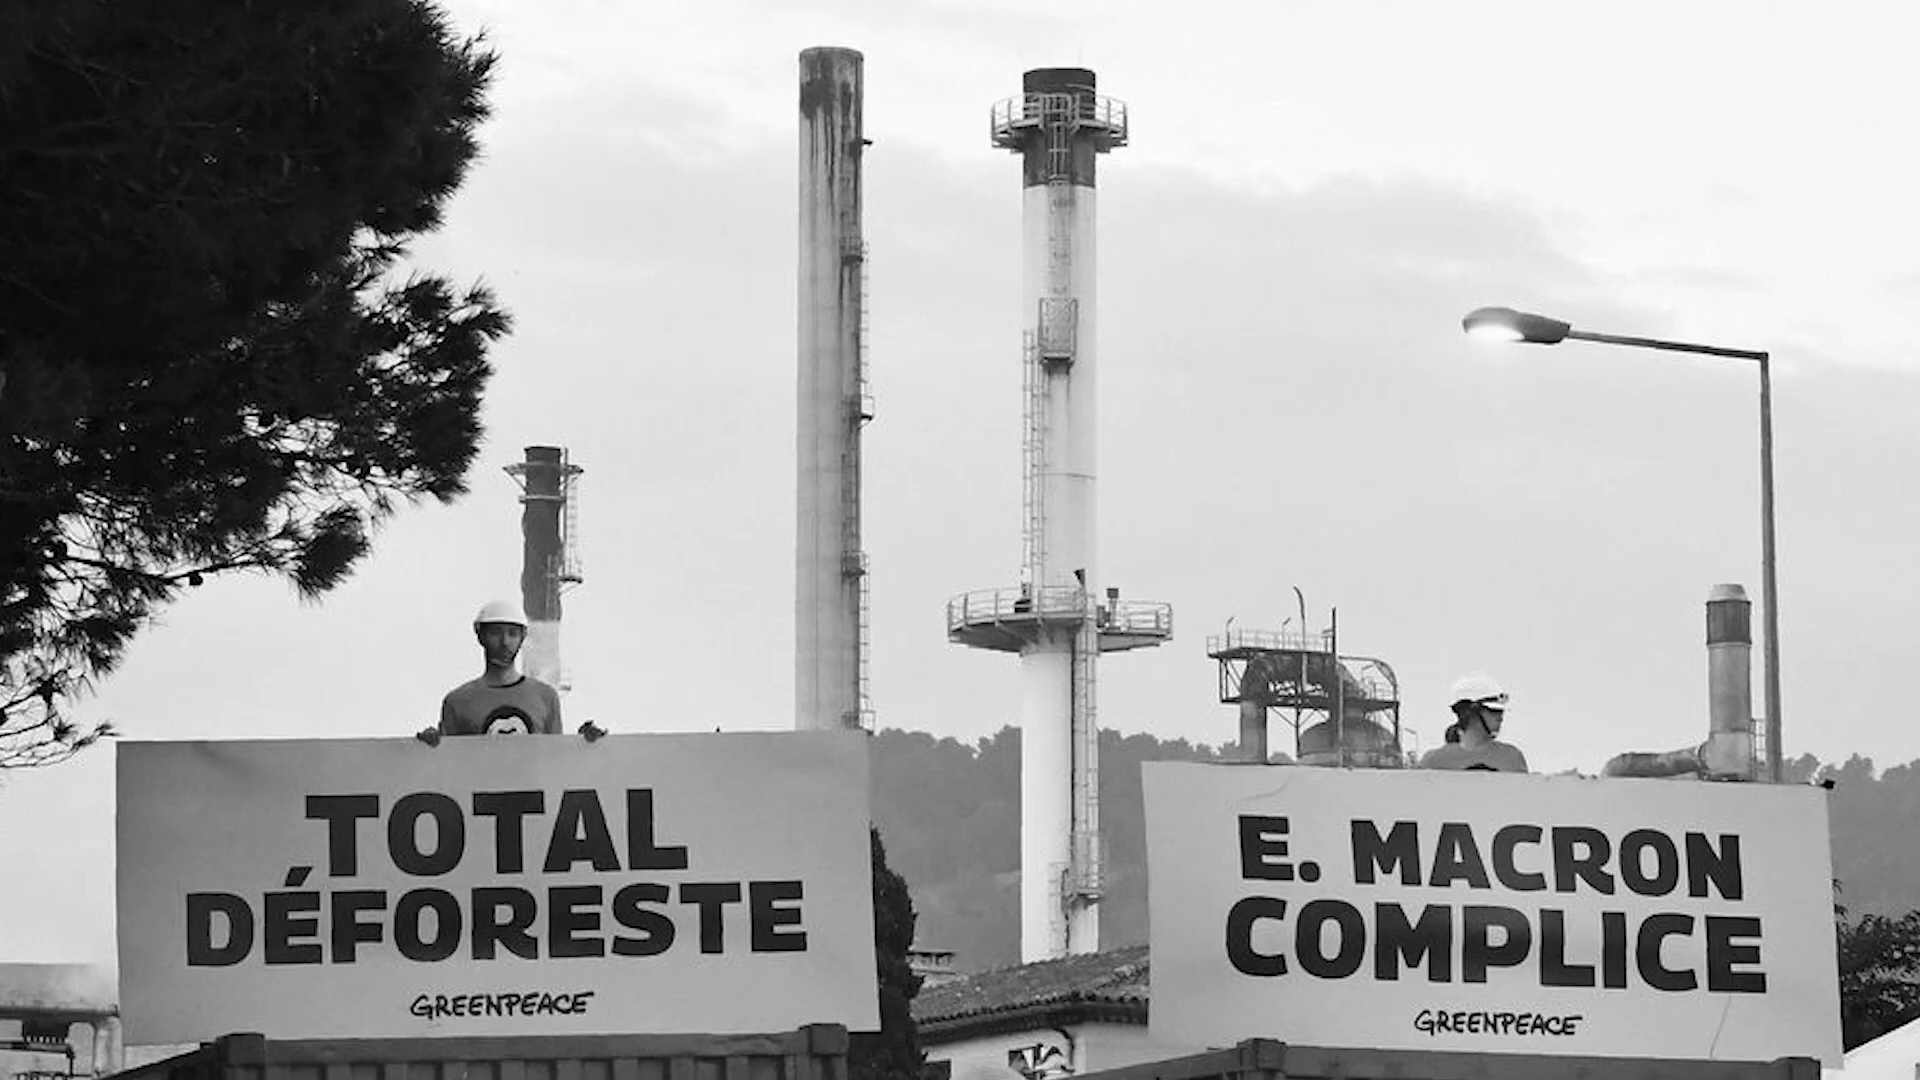 TOTAL
DÉFORESTE
GREENPEACE
E. MACRON
COMPLICE
GREENPEACE